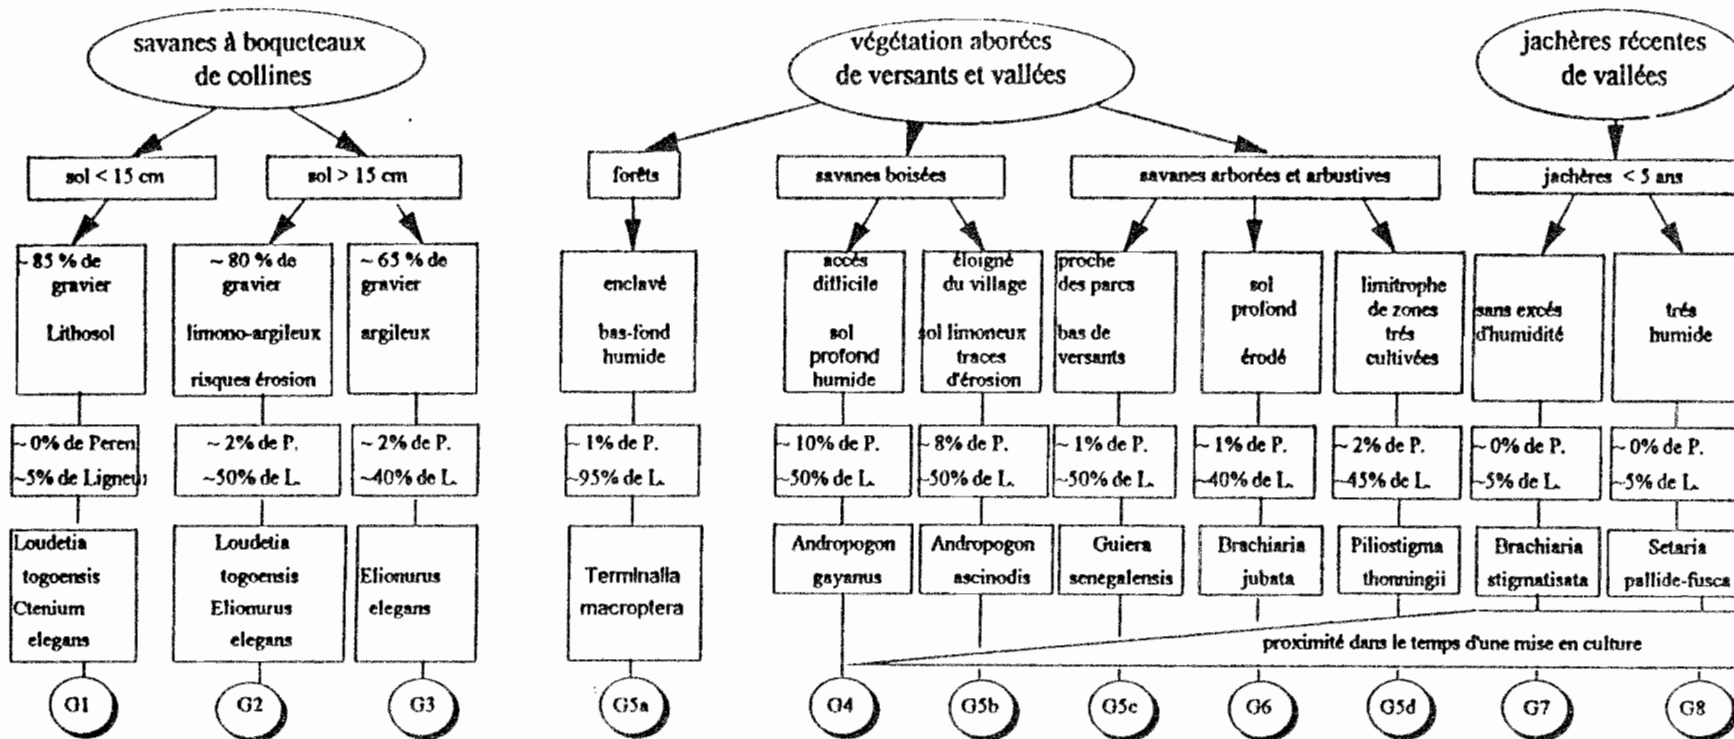 savanes à boqueteaux
de collines
végétation aborées
de versants et vallées
jachères récentes
de vallées
sol < 15 cm
sol > 15 cm
forêts
savanes boisées
savanes arborées et arbustives
jachères < 5 ans
~ 85 % de
gravier
Lithosol
~ 80 % de
gravier
limono-argileux
risques érosion
~ 65 % de
gravier
argileux
enclavé
bas-fond
humide
accès
difficile
sol
profond
humide
éloigné
du village
sol limoneux
traces
d'érosion
proche
des parcs
bas de
versants
sol
profond
érodé
limitrophe
de zones
trés
cultivées
sans excés
d'humidité
trés
humide
~ 0% de Peren
~5% de Ligneu
~ 2% de P.
~50% de L.
~ 2% de P.
~40% de L.
~ 1% de P.
~95% de L.
~ 10% de P.
~50% de L.
~ 8% de P.
~50% de L.
~ 1% de P.
~50% de L.
~ 1% de P.
~40% de L.
~ 2% de P.
~45% de L.
~ 0% de P.
~5% de L.
~0% de P.
~5% de L.
Loudetia
togoensis
Ctenium
elegans
Loudetia
togoensis
Elionurus
elegans
Elionurus
elegans
Terminalia
macroptera
Andropogon
gayanus
Andropogon
ascinodis
Guiera
senegalensis
Brachiaria
jubata
Piliostigma
thonningii
Brachiaria
stigmatisata
Setaria
pallide-fusca
proximité dans le temps d'une mise en culture
G1
G2
G3
G5a
G4
G5b
G5c
G6
G5d
G7
G8